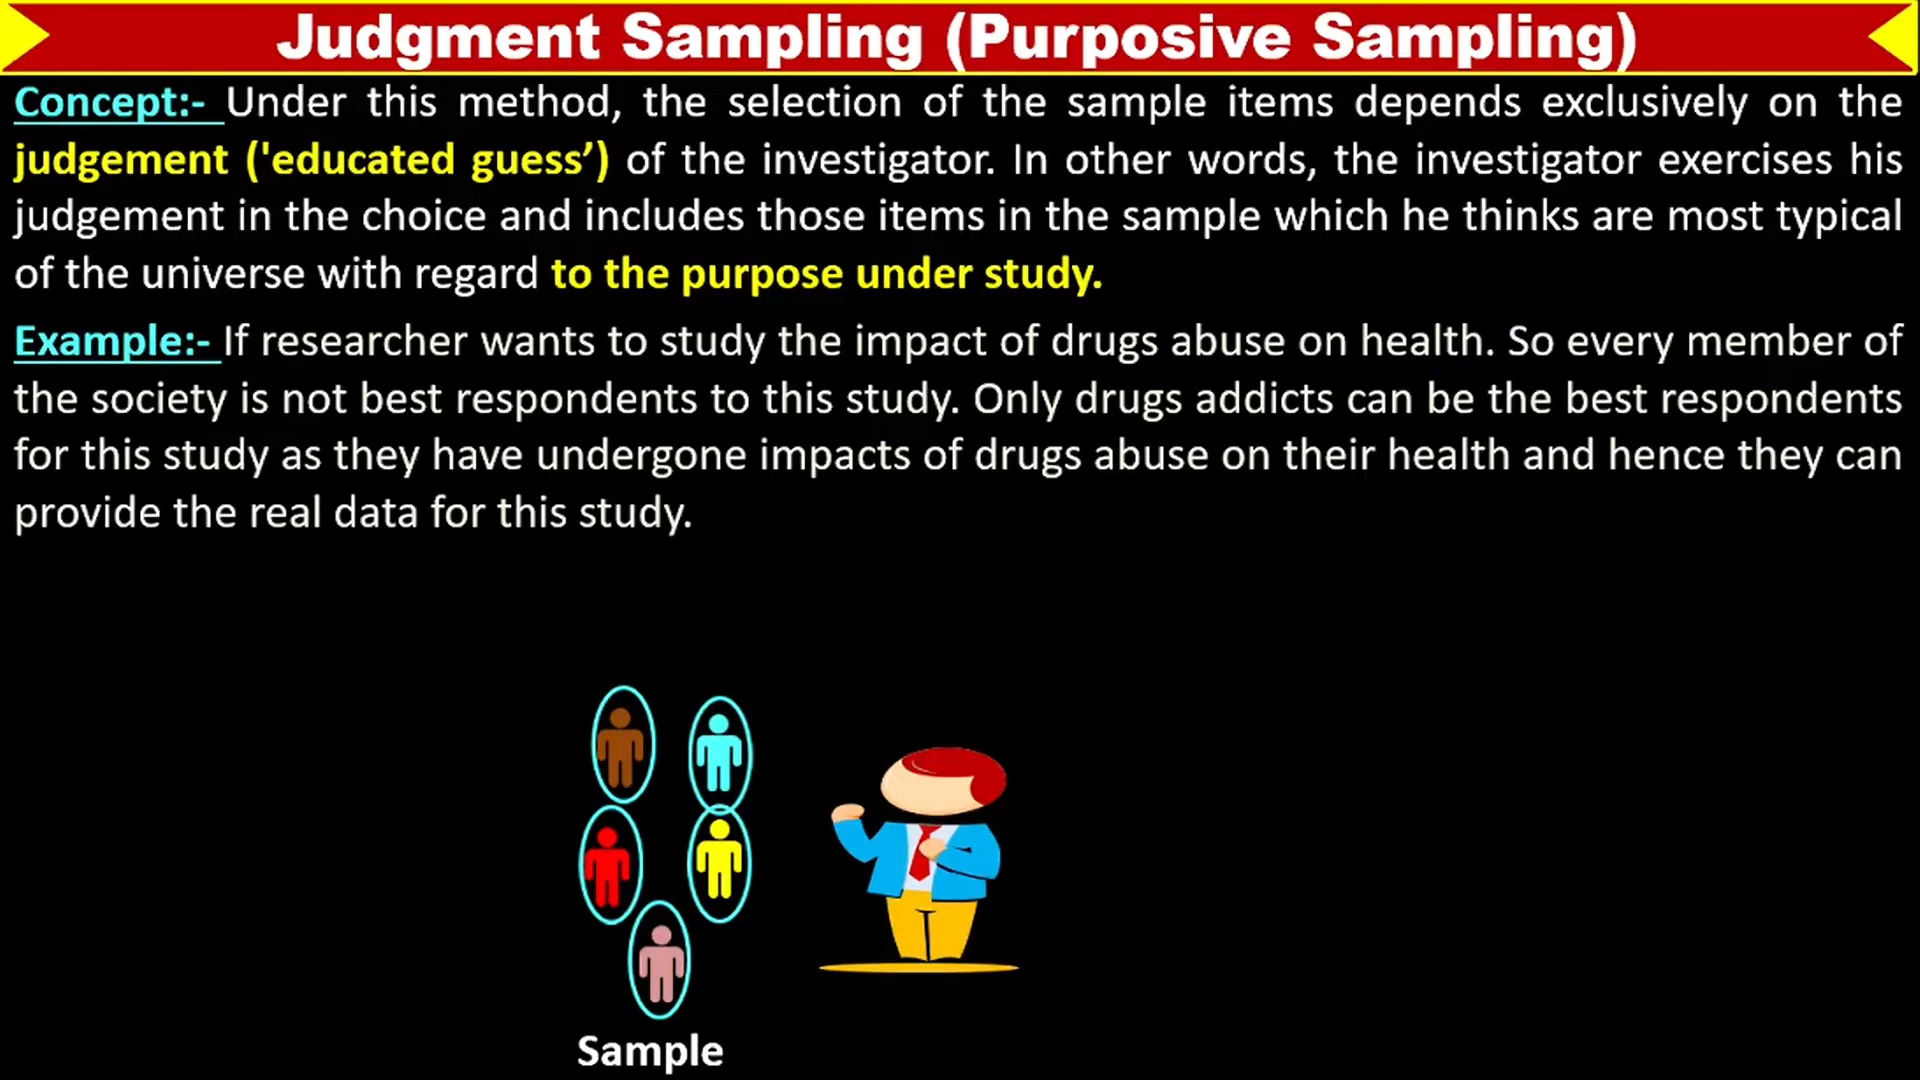 Judgment Sampling (Purposive Sampling)
Concept:- Under this method, the selection of the sample items depends exclusively on the
judgement ('educated guess’) of the investigator. In other words, the investigator exercises his
judgement in the choice and includes those items in the sample which he thinks are most typical
of the universe with regard to the purpose under study.
Example:- If researcher wants to study the impact of drugs abuse on health. So every member of
the society is not best respondents to this study. Only drugs addicts can be the best respondents
for this study as they have undergone impacts of drugs abuse on their health and hence they can
provide the real data for this study.
Sample